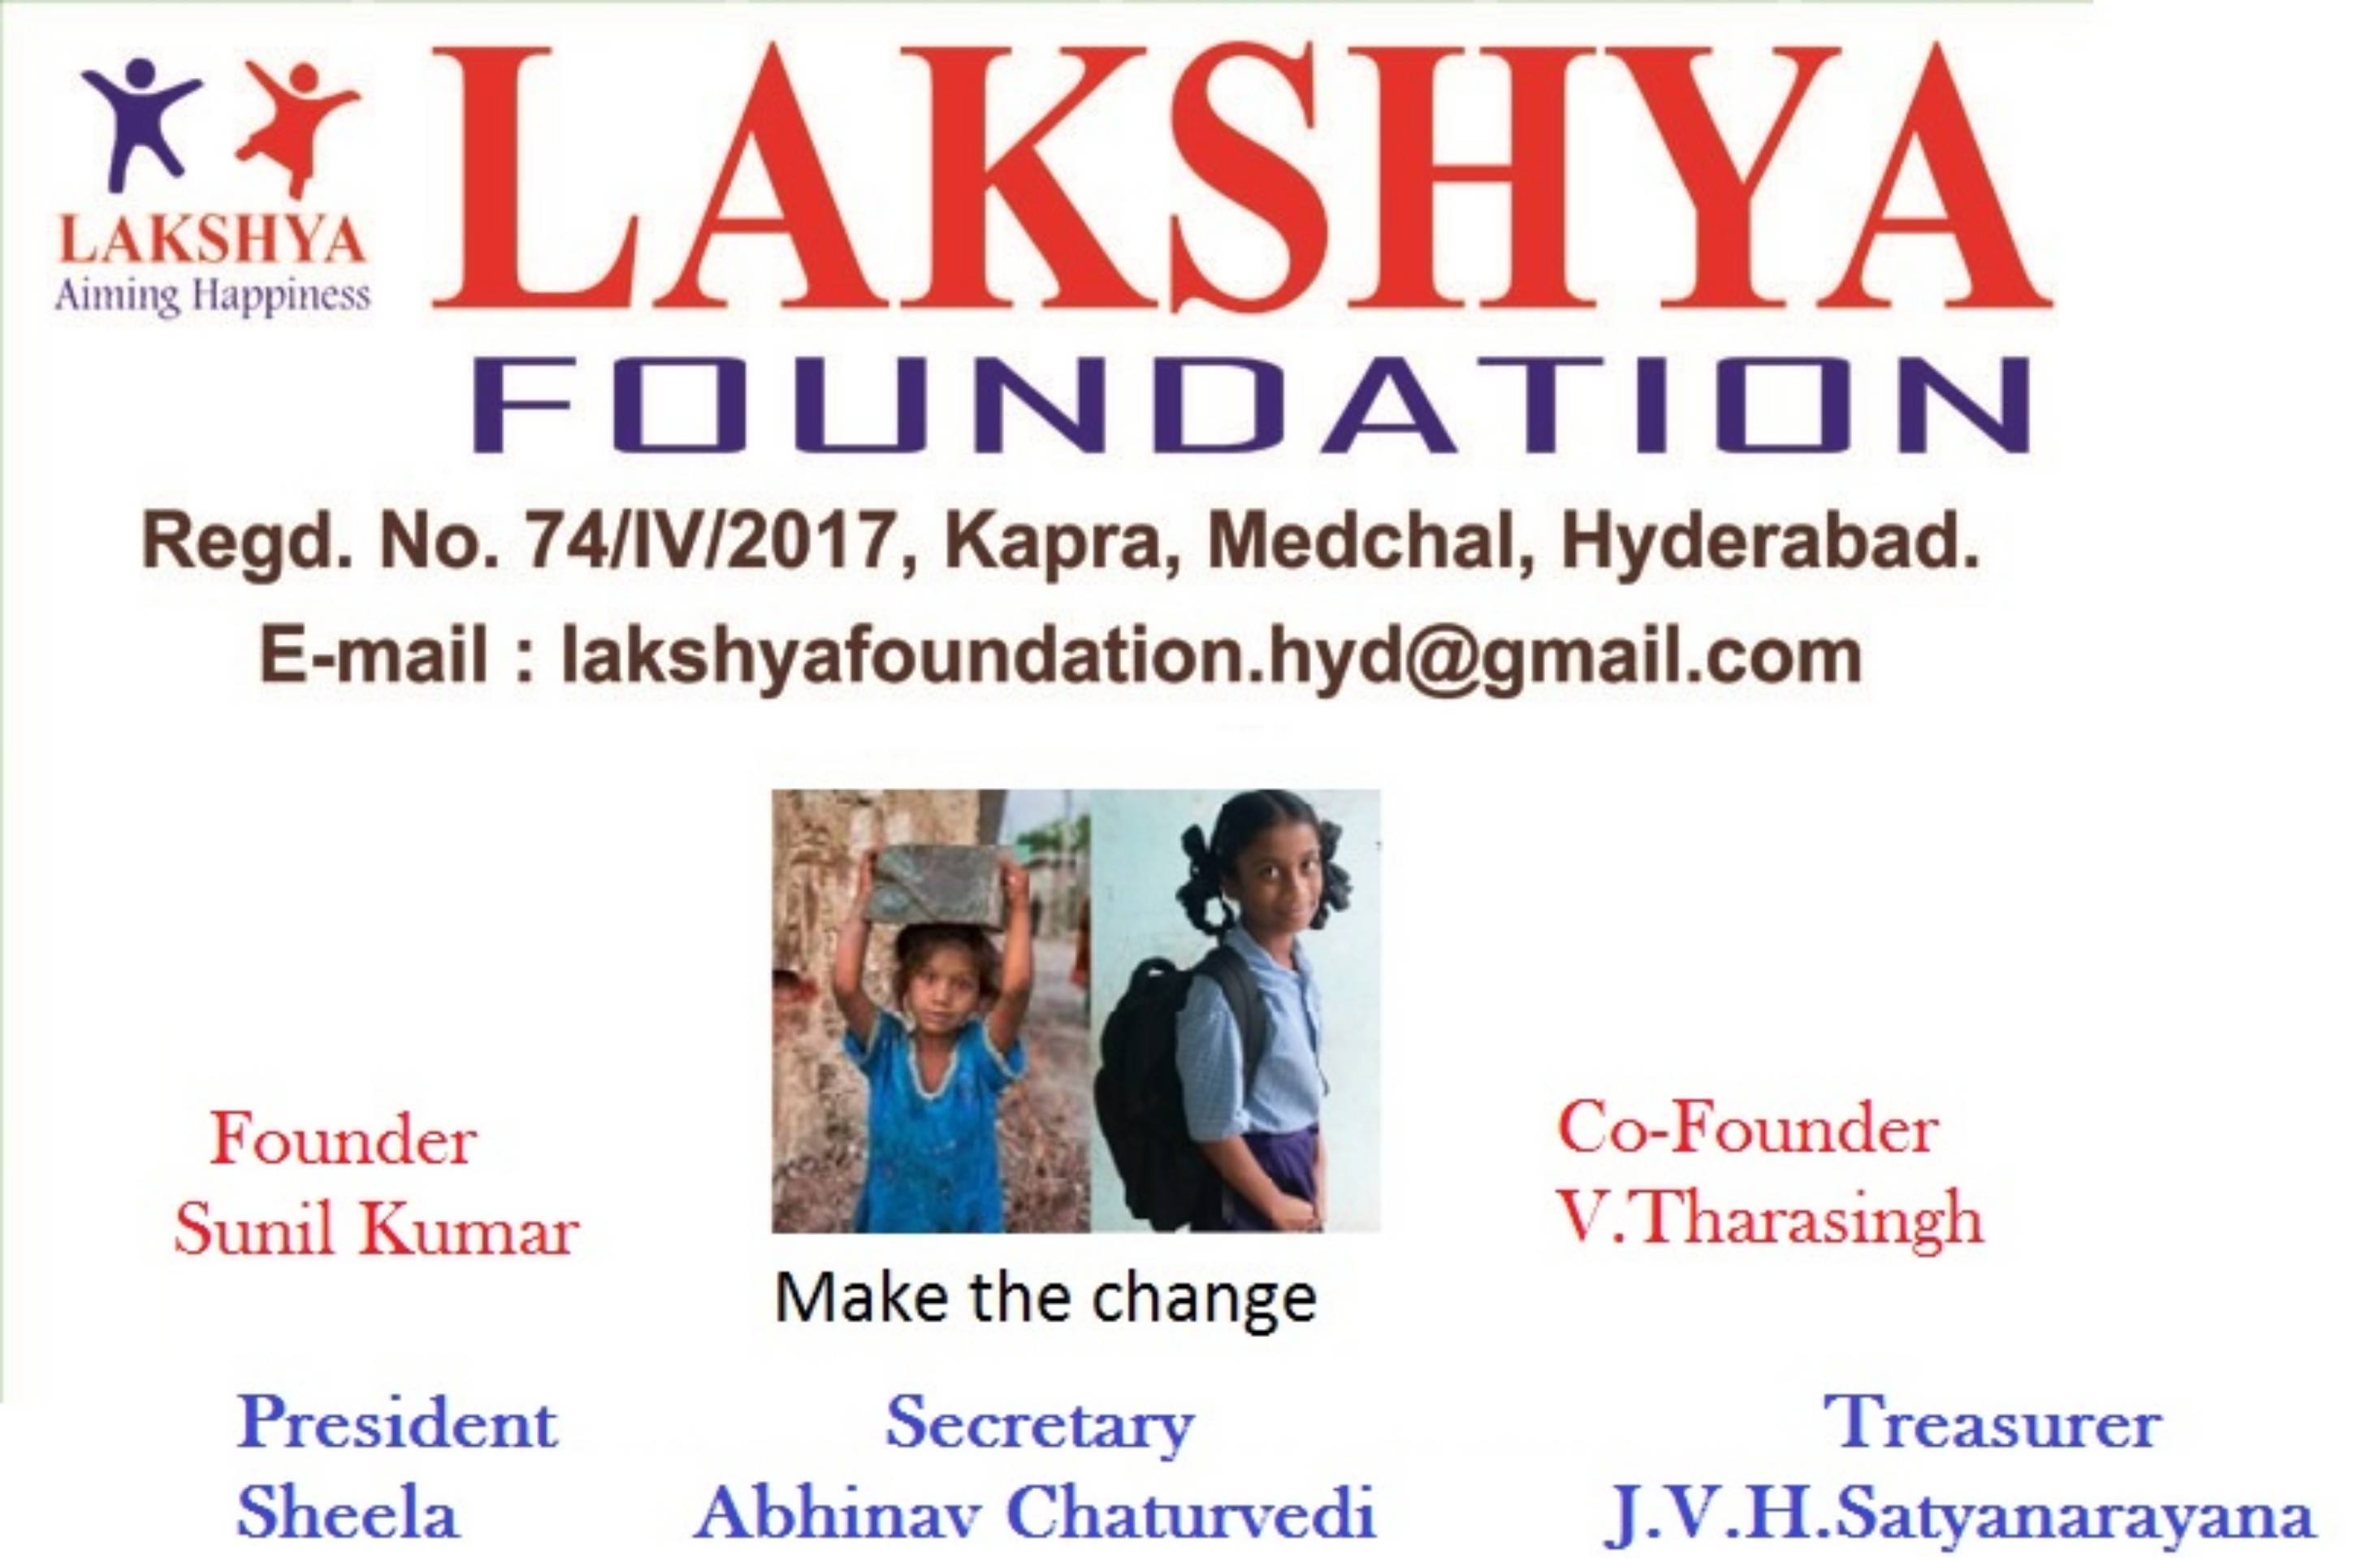 LAKSHYA
Aiming Happiness
LAKSHYA
FOUNDATION
Regd. No. 74/IV/2017, Kapra, Medchal, Hyderabad.
E-mail : lakshyafoundation.hyd@gmail.com
Founder
Sunil Kumar
Co-Founder
V.Tharasingh
Make the change
President
Sheela
Secretary
Abhinav Chaturvedi
Treasurer
J.V.H.Satyanarayana